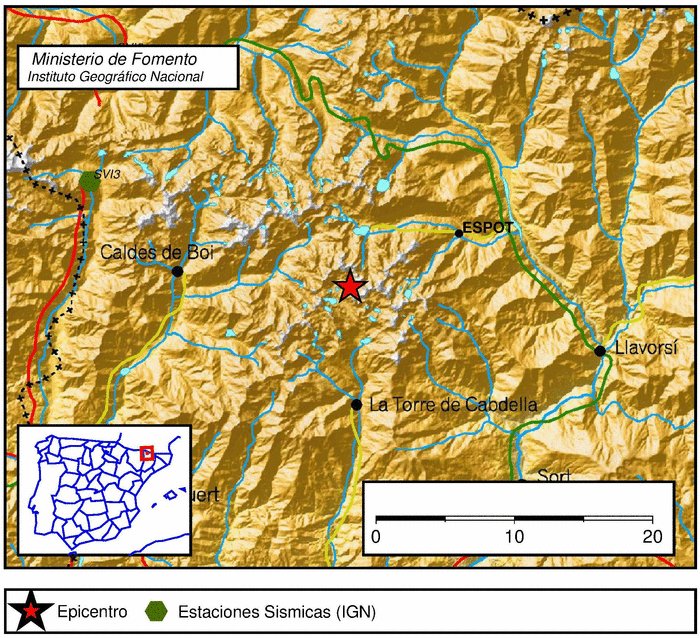 Ministerio de Fomento
Instituto Geográfico Nacional
SVI3
ESPOT
Caldes de Boi
Llavorsí
La Torre de Cabdella
Sort
uert
0 10 20
Epicentro
Estaciones Sismicas (IGN)